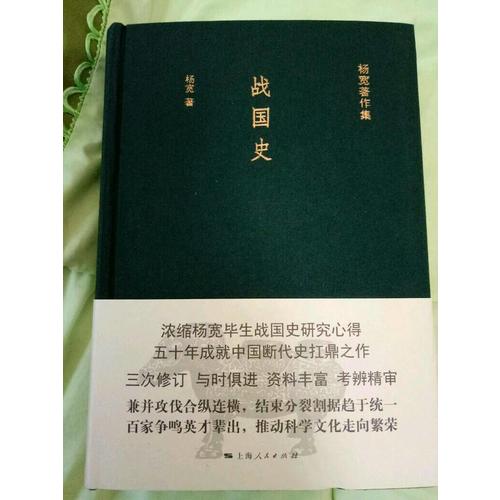 杨宽著作集
战国史
杨宽 著
浓缩杨宽毕生战国史研究心得
五十年成就中国断代史扛鼎之作
三次修订 与时俱进 资料丰富 考辨精审
兼并攻伐合纵连横，结束分裂割据趋于统一
百家争鸣英才辈出，推动科学文化走向繁荣
上海人民出版社